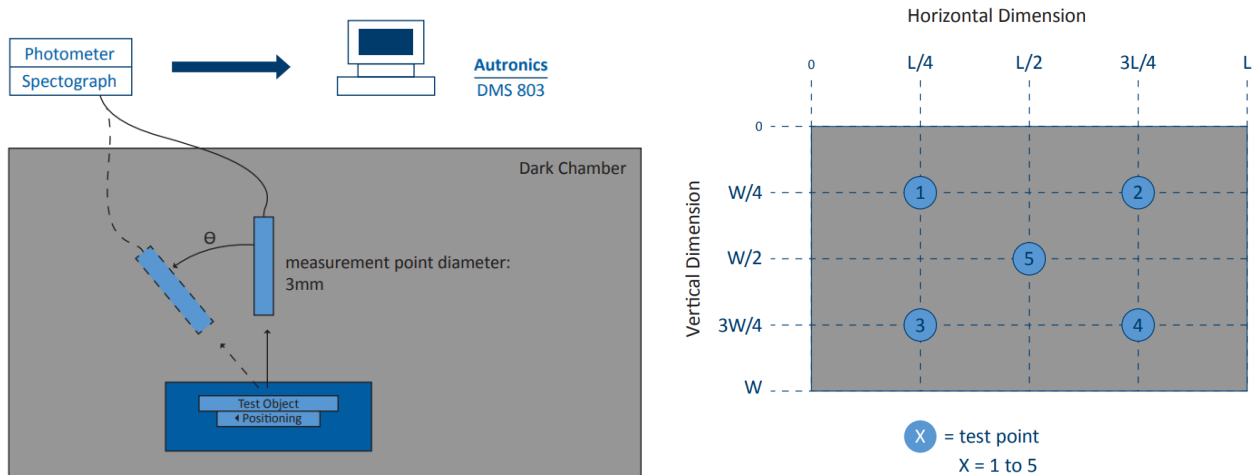 Photometer
Spectograph
Autronics
DMS 803
Dark Chamber
Ɵ
measurement point diameter:
3mm
Test Object
Positioning
Horizontal Dimension
0 L/4 L/2 3L/4 L
Vertical Dimension
0
W/4
W/2
3W/4
W
1 2
5
3 4
X = test point
X = 1 to 5